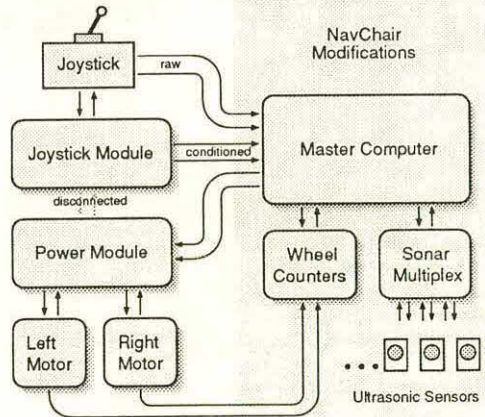 NavChair
Modifications
Joystick
raw
Joystick Module
conditioned
Master Computer
disconnected
Power Module
Wheel
Counters
Sonar
Multiplex
Left
Motor
Right
Motor
Ultrasonic Sensors